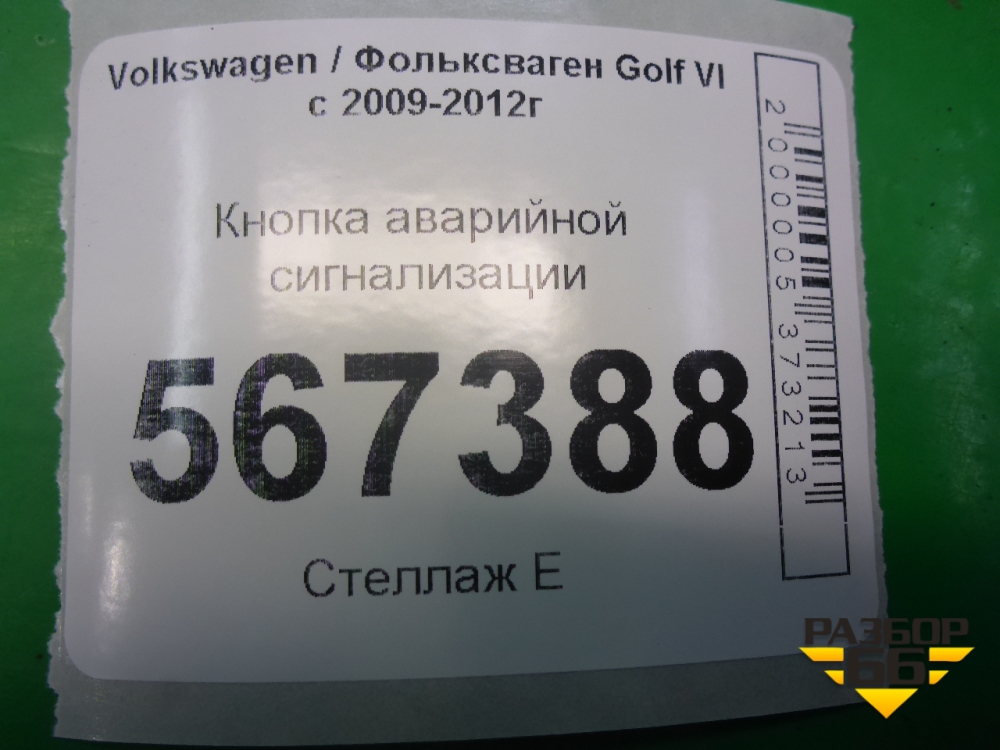 Volkswagen / Фольксваген Golf VI
с 2009-2012г
Кнопка аварийной
сигнализации
567388
Стеллаж Е
2000005373213
РАЗБОР
66